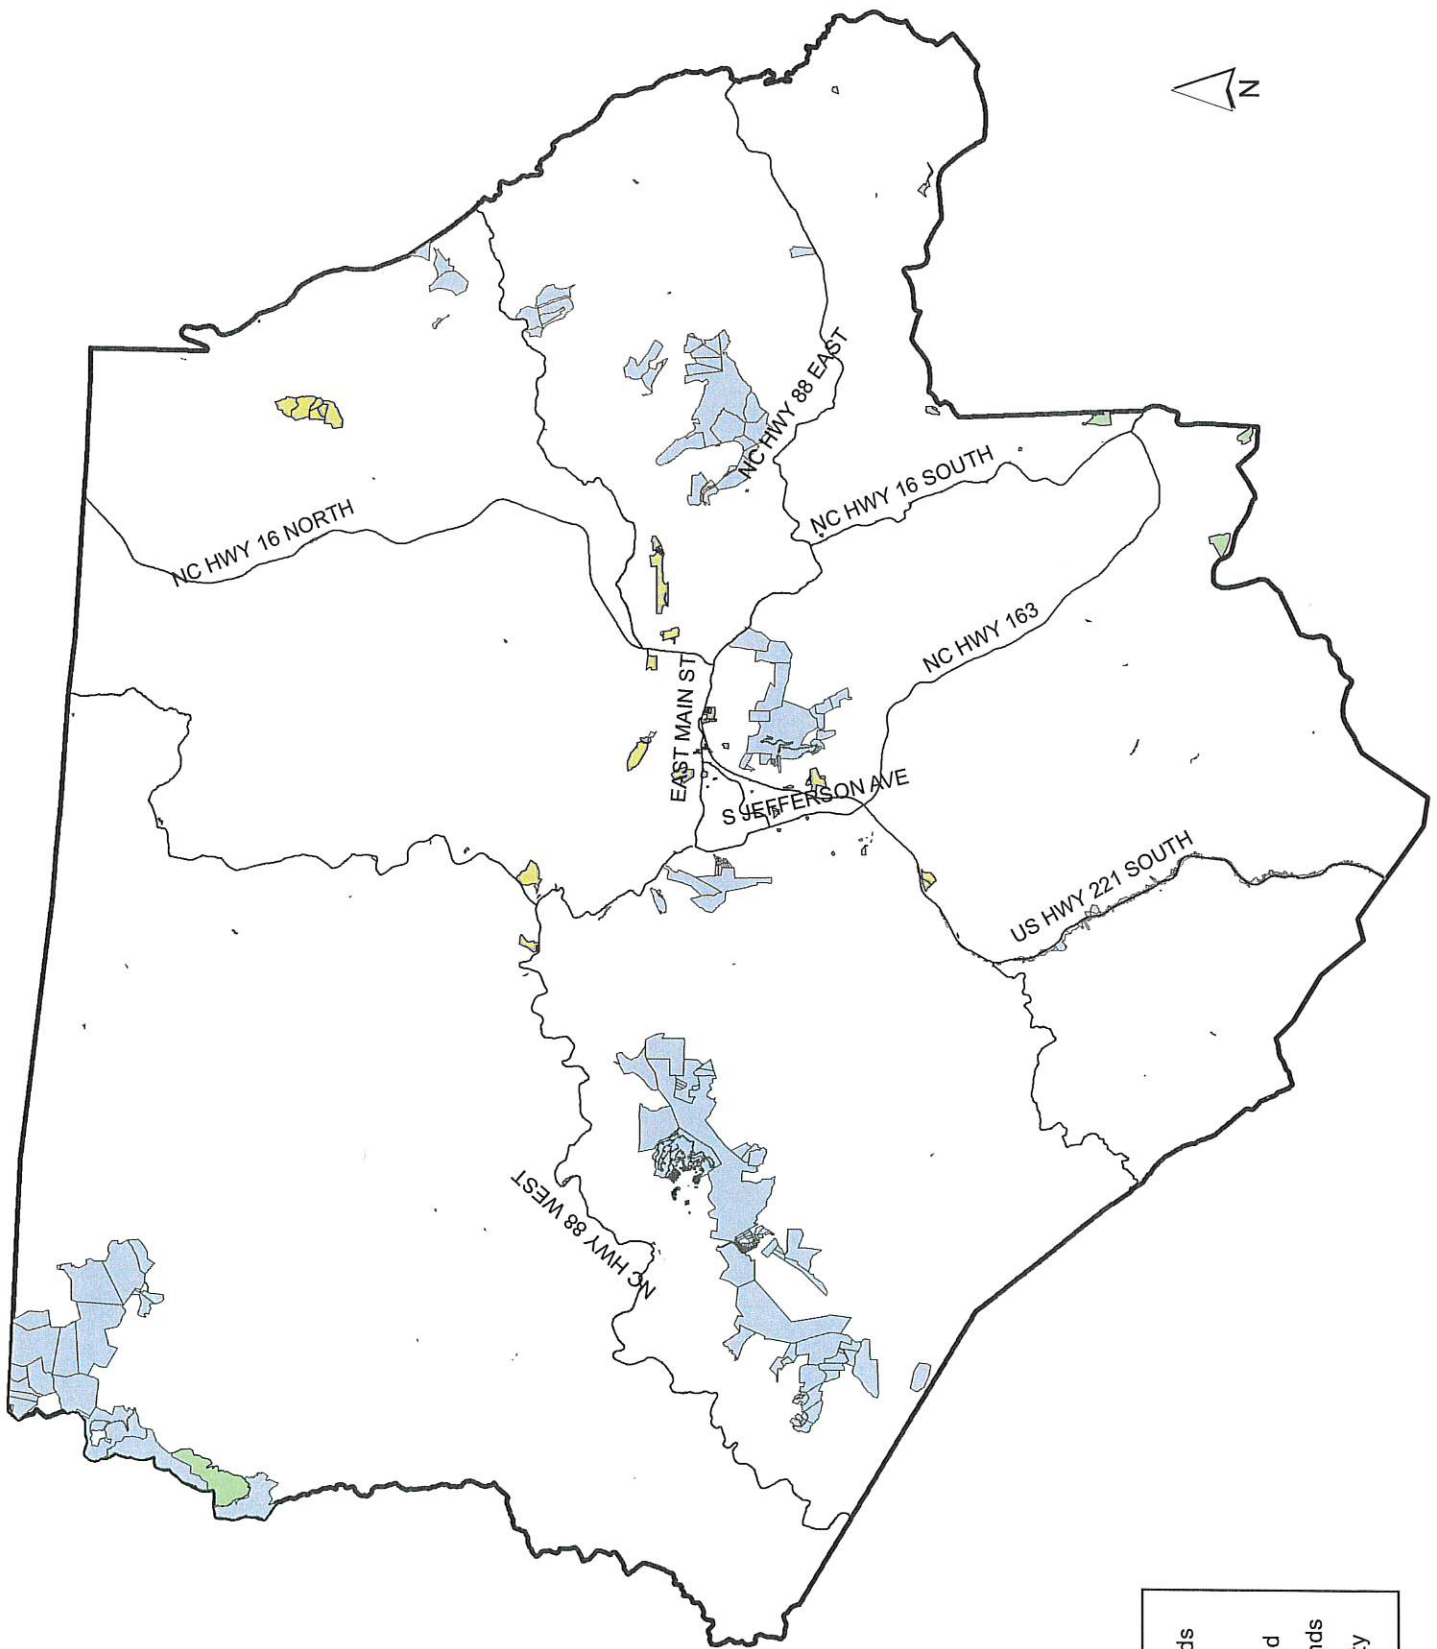 N
NC HWY 16 NORTH
NC HWY 88 EAST
NC HWY 16 SOUTH
EAST MAIN ST
NC HWY 163
S JEFFERSON AVE
US HWY 221 SOUTH
NC HWY 88 WEST